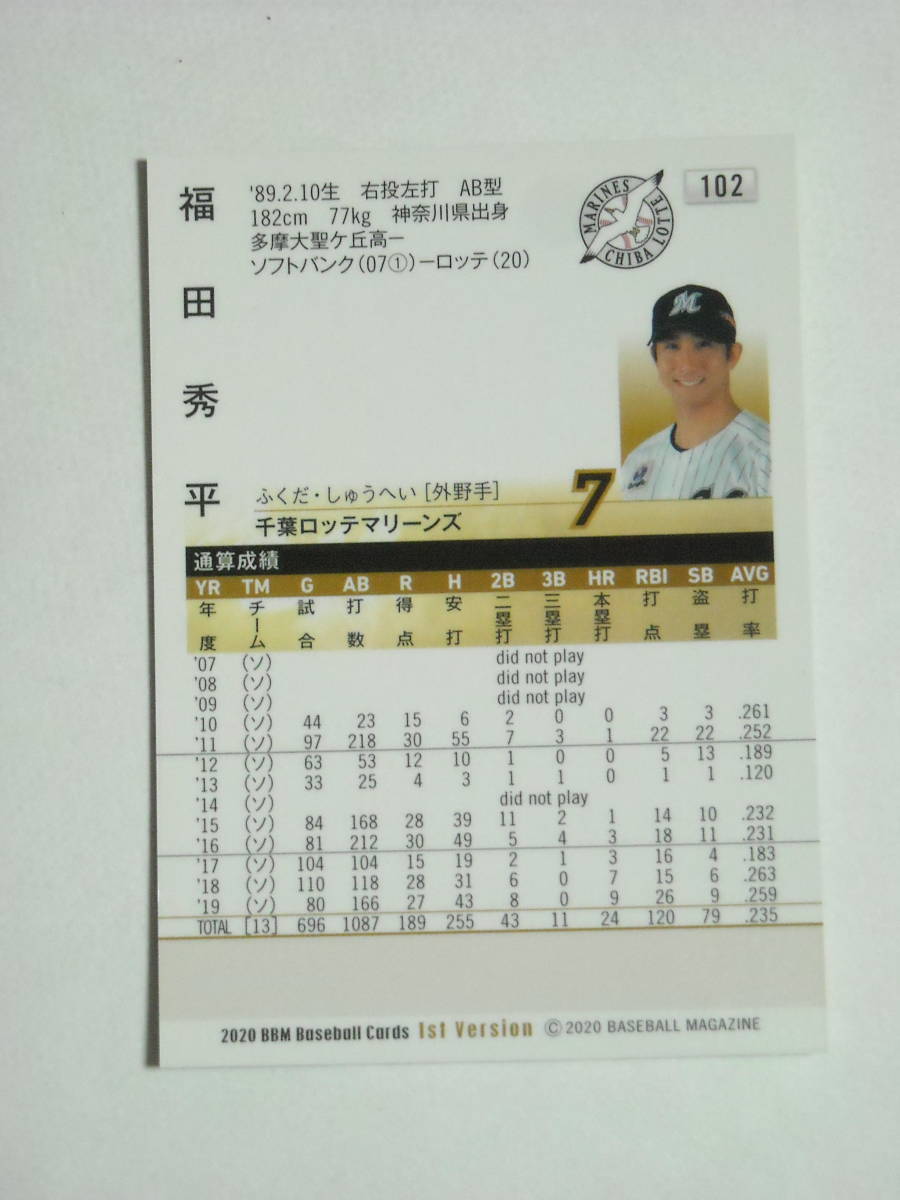 福田秀平
'89.2.10生 右投左打 AB型
182cm 77kg 神奈川県出身
多摩大聖ケ丘高ー
ソフトバンク(07①)ーロッテ(20)
MARINES
CHIBA LOTTE
102
M
ふくだ・しゅうへい [外野手]
7
千葉ロッテマリーンズ
通算成績
YR TM G AB R H 2B 3B HR RBI SB AVG
年度 チーム 試合 打数 得点 安打 二塁打 三塁打 本塁打 打点 盗塁 打率
'07 (ソ) did not play
'08 (ソ) did not play
'09 (ソ) did not play
'10 (ソ) 44 23 15 6 2 0 0 3 3 .261
'11 (ソ) 97 218 30 55 7 3 1 22 22 .252
'12 (ソ) 63 53 12 10 1 0 0 5 13 .189
'13 (ソ) 33 25 4 3 1 1 0 1 1 .120
'14 (ソ) did not play
'15 (ソ) 84 168 28 39 11 2 1 14 10 .232
'16 (ソ) 81 212 30 49 5 4 3 18 11 .231
'17 (ソ) 104 104 15 19 2 1 3 16 4 .183
'18 (ソ) 110 118 28 31 6 0 7 15 6 .263
'19 (ソ) 80 166 27 43 8 0 9 26 9 .259
TOTAL [13] 696 1087 189 255 43 11 24 120 79 .235
2020 BBM Baseball Cards 1st Version © 2020 BASEBALL MAGAZINE